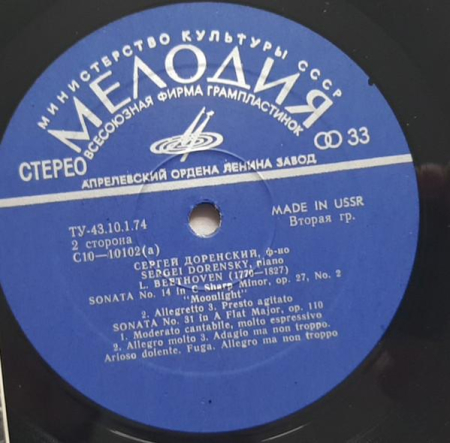 МИНИСТЕРСТВО КУЛЬТУРЫ СССР
МЕЛОДИЯ
ВСЕСОЮЗНАЯ ФИРМА ГРАМПЛАСТИНОК
СТЕРЕО
33
АПРЕЛЕВСКИЙ ОРДЕНА ЛЕНИНА ЗАВОД
ТУ-43.10.1.74
2 сторона
С10—10102(а)
MADE IN USSR
Вторая гр.
СЕРГЕЙ ДОРЕНСКИЙ, ф-но
SERGEI DORENSKY, piano
L. BEETHOVEN (1770—1827)
SONATA No. 14 in C Sharp Minor, op. 27, No. 2
"Moonlight"
2. Allegretto 3. Presto agitato
SONATA No. 31 in A Flat Major, op. 110
1. Moderato cantabile, molto espressivo
2. Allegro molto 3. Adagio ma non troppo.
Arioso dolente. Fuga. Allegro ma non troppo